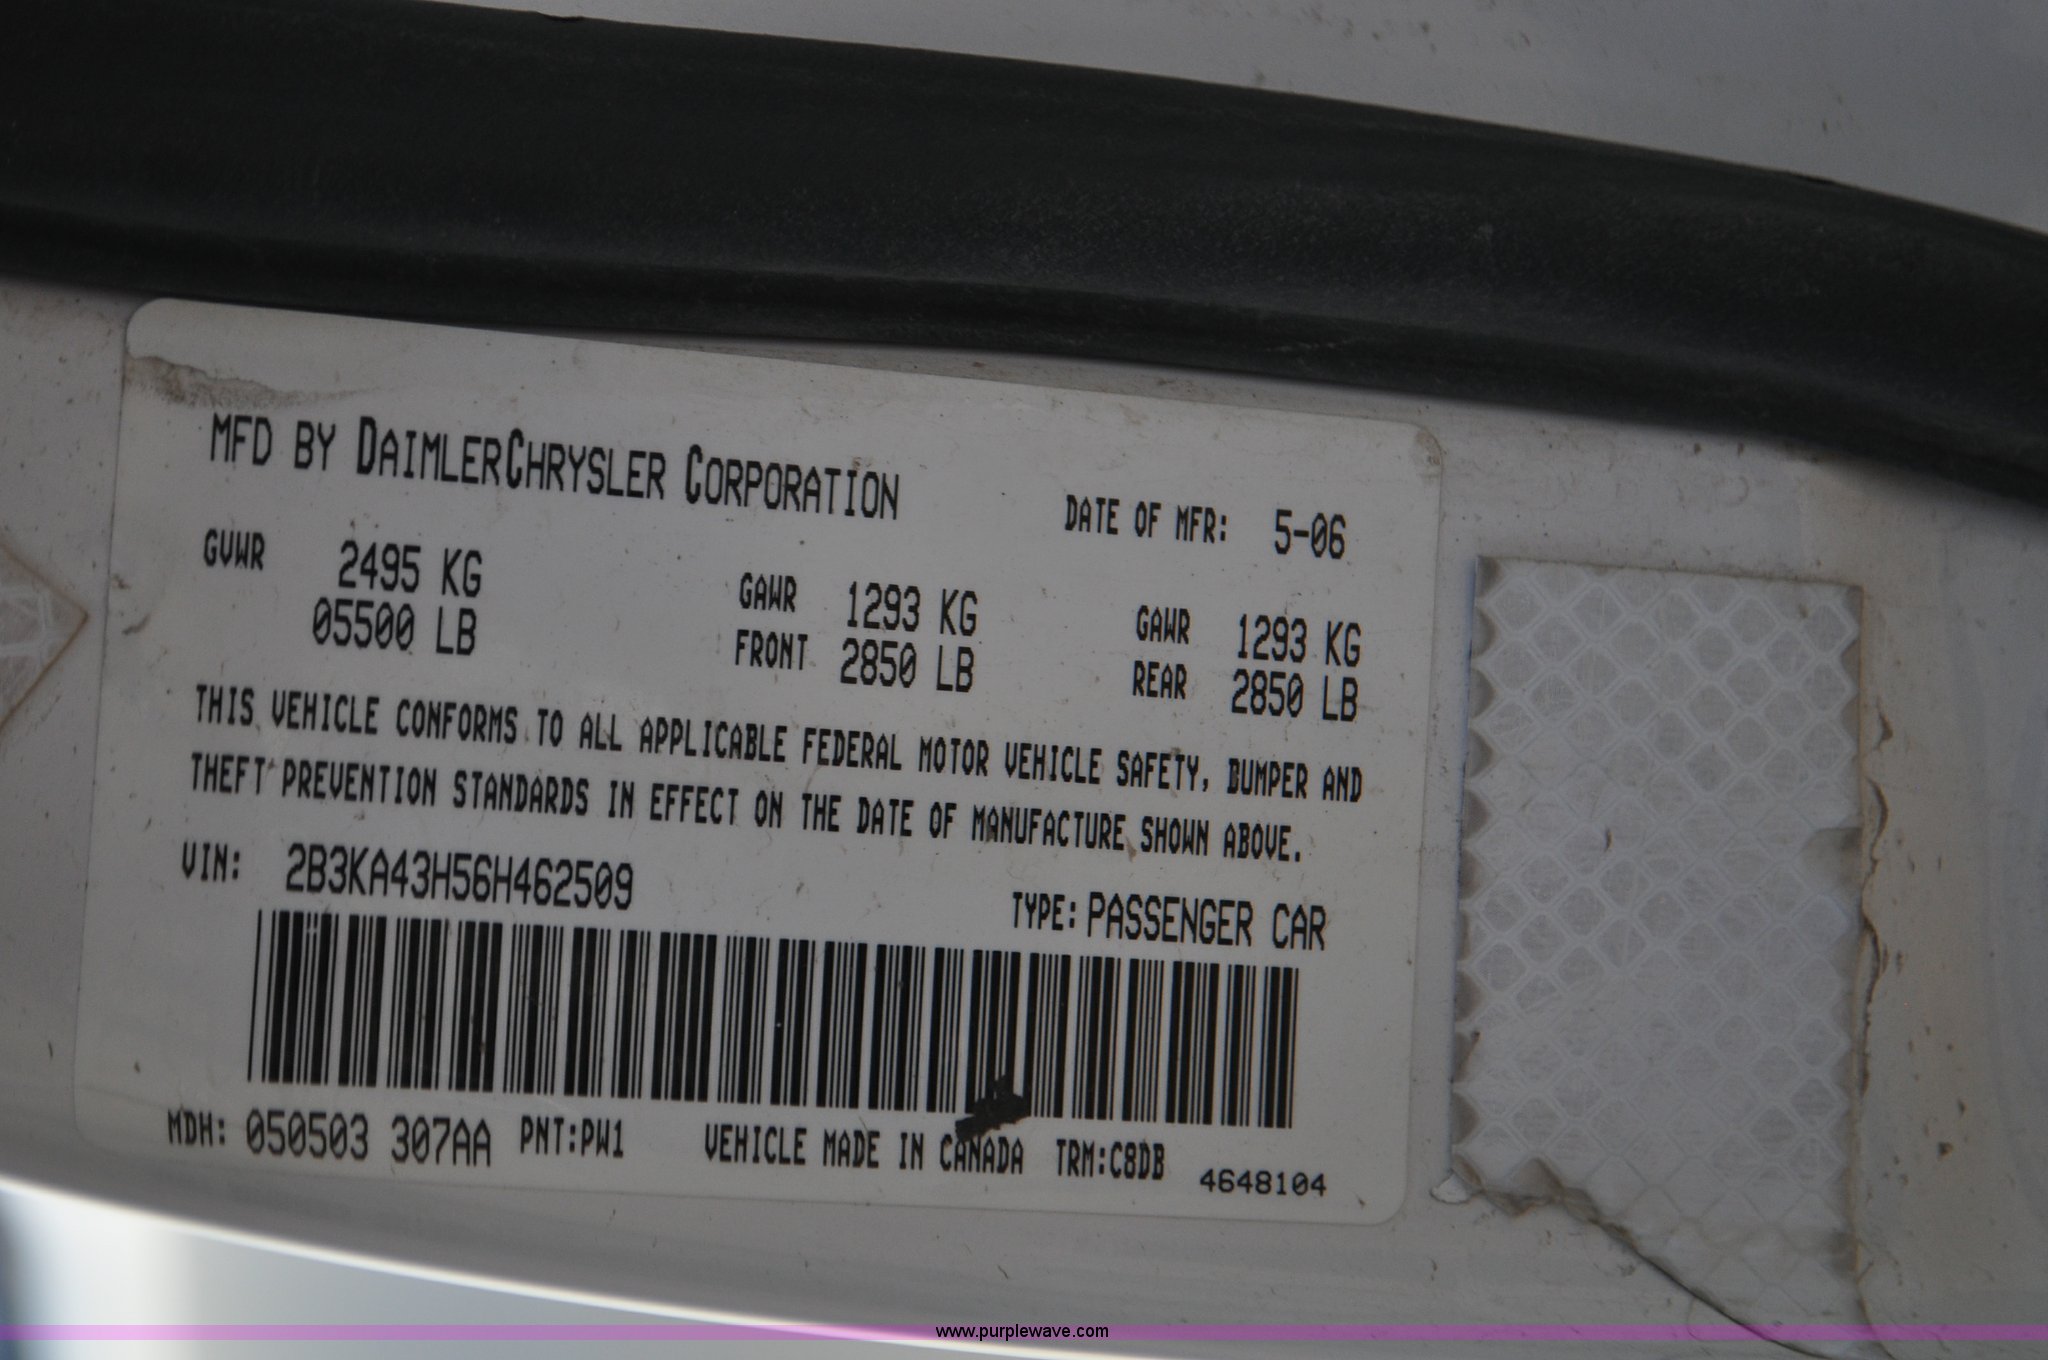 MFD BY DAIMLERCHRYSLER CORPORATION
DATE OF MFR: 5-06
GVWR 2495 KG
05500 LB
GAWR FRONT 1293 KG
2850 LB
GAWR REAR 1293 KG
2850 LB
THIS VEHICLE CONFORMS TO ALL APPLICABLE FEDERAL MOTOR VEHICLE SAFETY, BUMPER AND
THEFT PREVENTION STANDARDS IN EFFECT ON THE DATE OF MANUFACTURE SHOWN ABOVE.
VIN: 2B3KA43H56H462509
TYPE: PASSENGER CAR
MDH: 050503 307AA PNT:PW1 VEHICLE MADE IN CANADA TRM:C8DB 4648104
www.purplewave.com